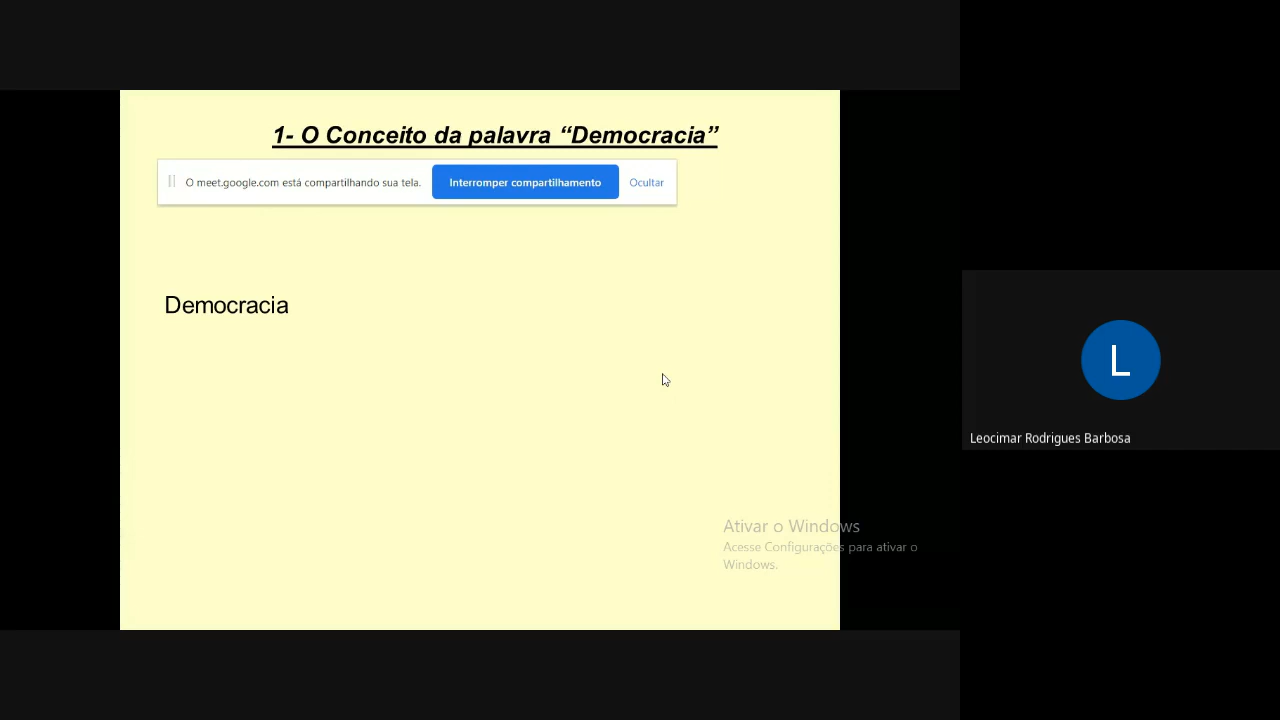 1- O Conceito da palavra “Democracia”
O meet.google.com está compartilhando sua tela. Interromper compartilhamento Ocultar
Democracia
L
Leocimar Rodrigues Barbosa
Ativar o Windows
Acesse Configurações para ativar o
Windows.